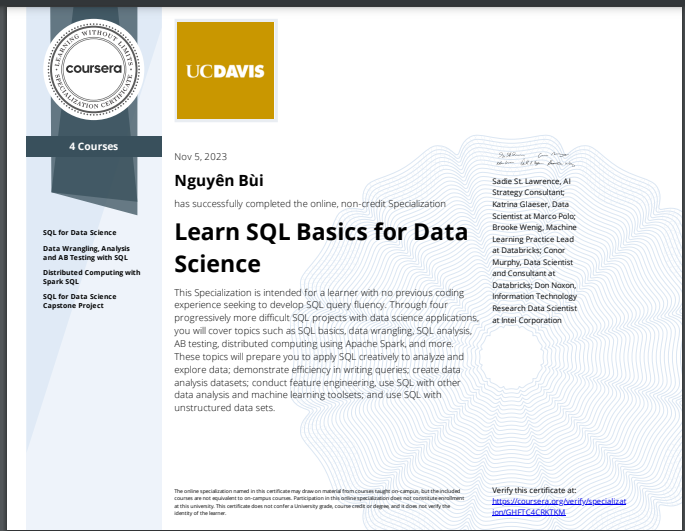 LEARNING WITHOUT LIMITS
coursera
SPECIALIZATION CERTIFICATE
4 Courses
SQL for Data Science
Data Wrangling, Analysis
and AB Testing with SQL
Distributed Computing with
Spark SQL
SQL for Data Science
Capstone Project
UCDAVIS
Nov 5, 2023
Nguyên Bùi
has successfully completed the online, non-credit Specialization
Learn SQL Basics for Data
Science
This Specialization is intended for a learner with no previous coding
experience seeking to develop SQL query fluency. Through four
progressively more difficult SQL projects with data science applications,
you will cover topics such as SQL basics, data wrangling, SQL analysis,
AB testing, distributed computing using Apache Spark, and more.
These topics will prepare you to apply SQL creatively to analyze and
explore data; demonstrate efficiency in writing queries; create data
analysis datasets; conduct feature engineering, use SQL with other
data analysis and machine learning toolsets; and use SQL with
unstructured data sets.
Sadie St. Lawrence, AI
Strategy Consultant;
Katrina Glaeser, Data
Scientist at Marco Polo;
Brooke Wenig, Machine
Learning Practice Lead
at Databricks; Conor
Murphy, Data Scientist
and Consultant at
Databricks; Don Noxon,
Information Technology
Research Data Scientist
at Intel Corporation
The online specialization named in this certificate may draw on material from courses taught on-campus, but the included
courses are not equivalent to on-campus courses. Participation in this online specialization does not constitute enrollment
at this university. This certificate does not confer a University grade, course credit or degree, and it does not verify the
identity of the learner.
Verify this certificate at:
https://coursera.org/verify/specializat
ion/GHFTC4CRKTKM